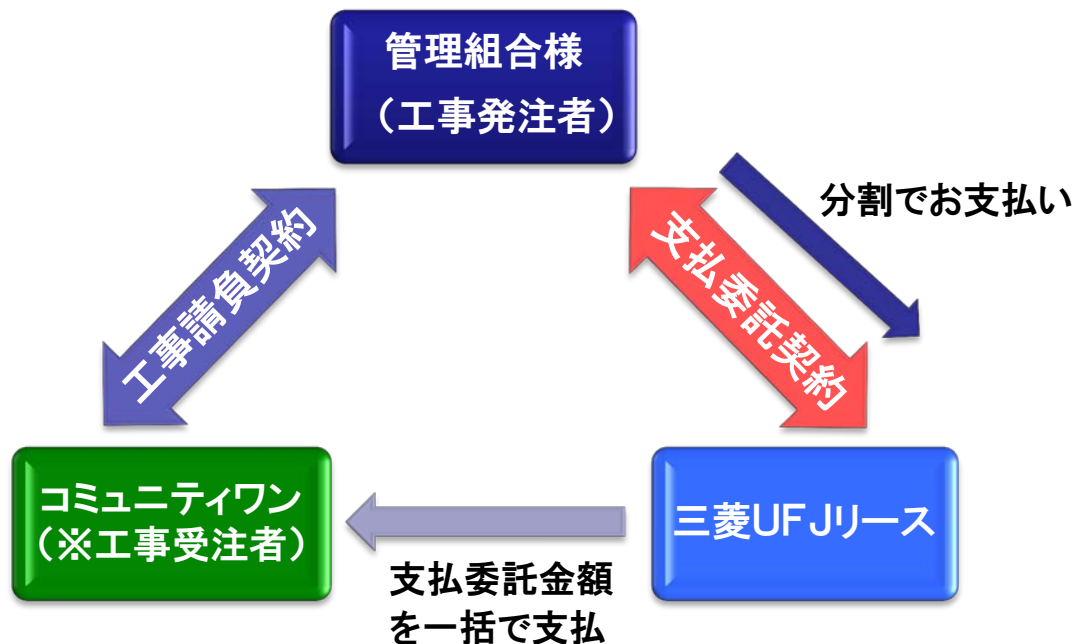 管理組合様
（工事発注者）
分割でお支払い
工事請負契約
支払委託契約
コミュニティワン
（※工事受注者）
三菱UFJリース
支払委託金額
を一括で支払